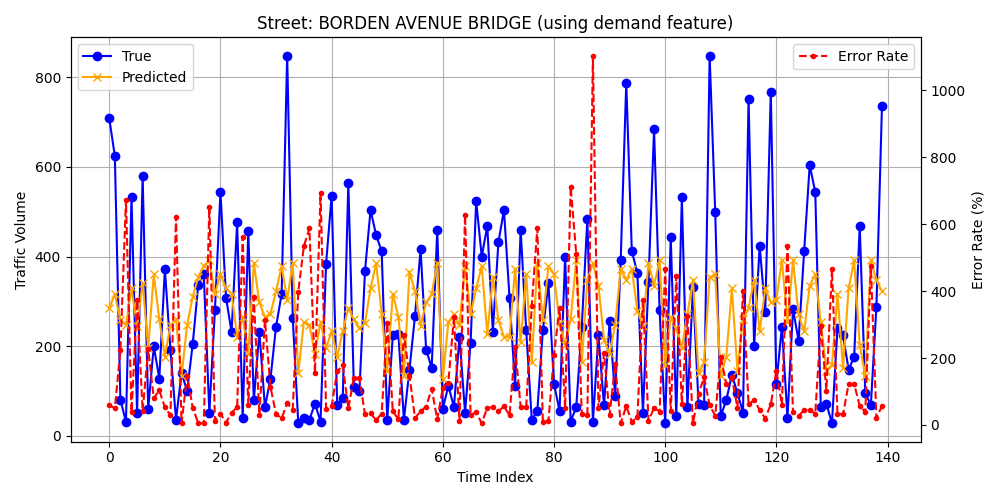 Street: BORDEN AVENUE BRIDGE (using demand feature)
True
Predicted
Error Rate
Traffic Volume
800
600
400
200
0
1000
800
600
400
200
0
Error Rate (%)
0 20 40 60 80 100 120 140
Time Index